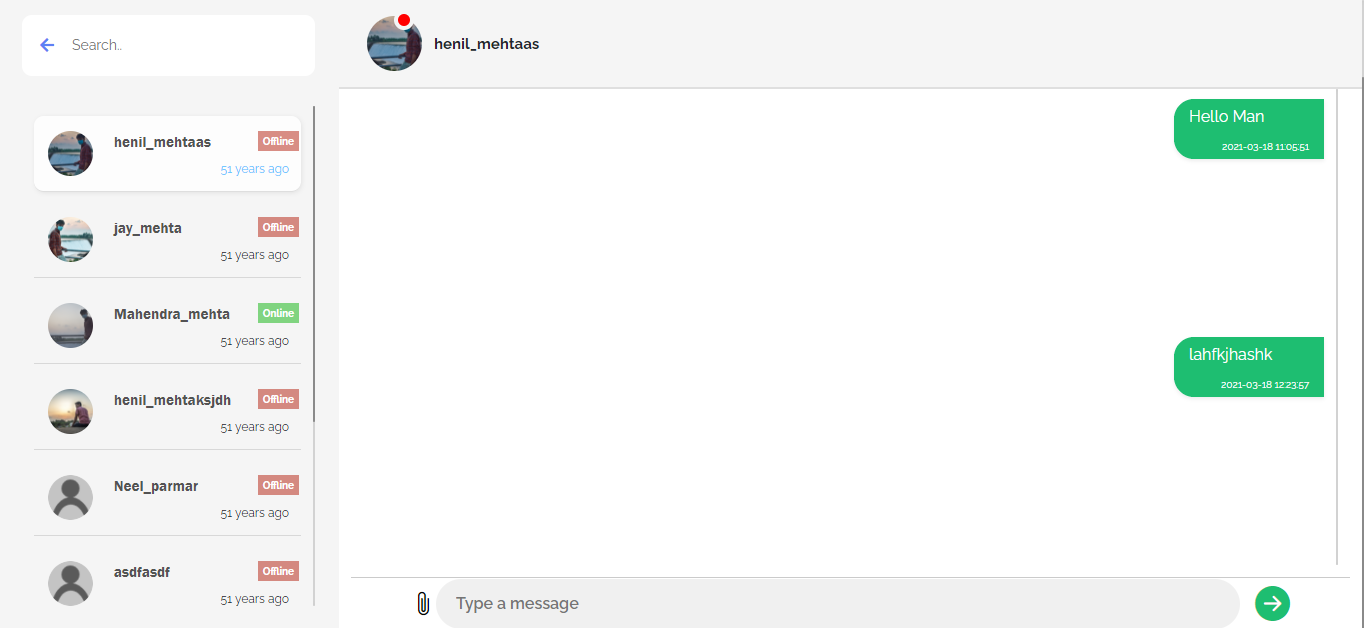 Search..
henil_mehtaas
Offline
51 years ago
jay_mehta
Offline
51 years ago
Mahendra_mehta
Online
51 years ago
henil_mehtaksjdh
Offline
51 years ago
Neel_parmar
Offline
51 years ago
asdfasdf
Offline
51 years ago
henil_mehtaas
Hello Man
2021-03-18 11:05:51
lahfkjhashk
2021-03-18 12:23:57
Type a message